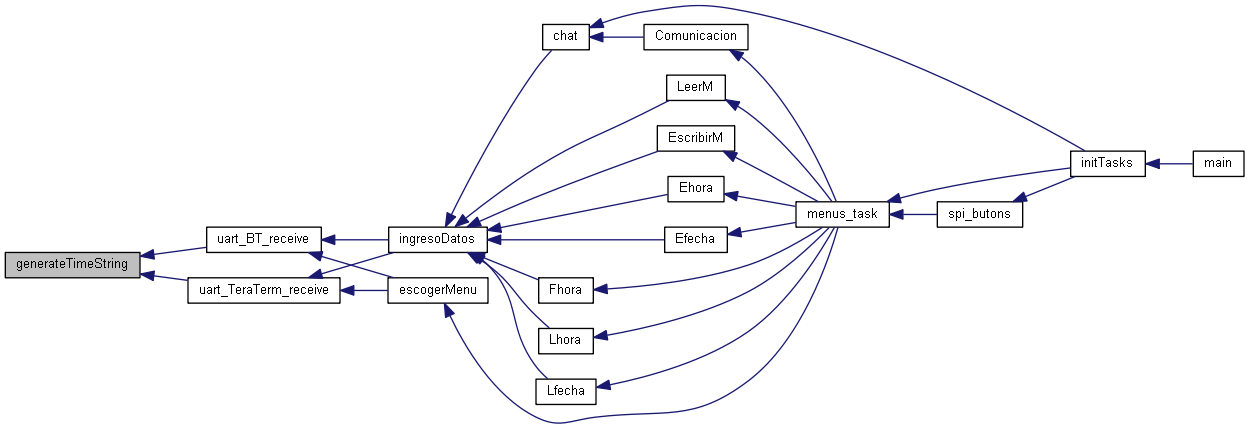 chat
Comunicacion
LeerM
EscribirM
initTasks
main
Ehora
menus_task
spi_butons
uart_BT_receive
ingresoDatos
Efecha
generateTimeString
uart_TeraTerm_receive
escogerMenu
Fhora
Lhora
Lfecha